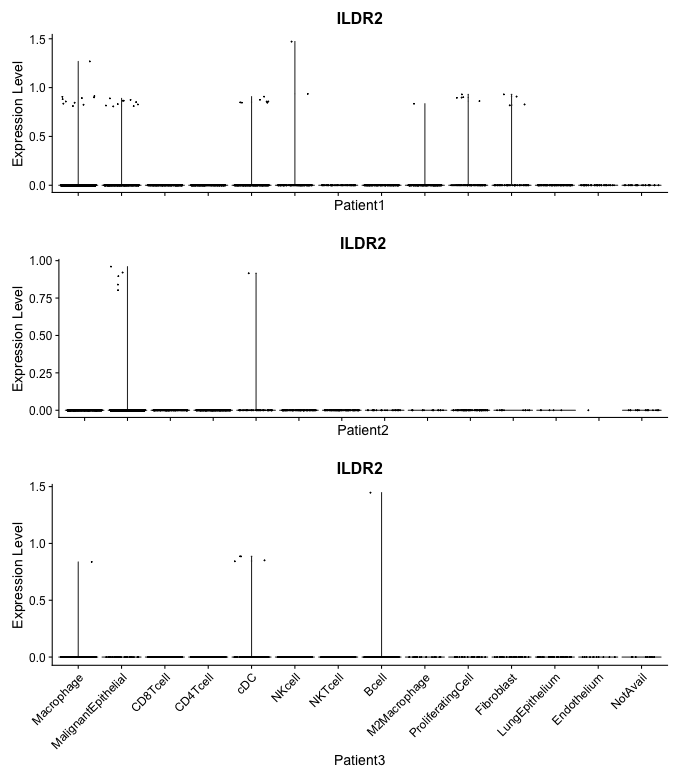 ILDR2
Expression Level
1.5
1.0
0.5
0.0
Patient1
ILDR2
Expression Level
1.00
0.75
0.50
0.25
0.00
Patient2
ILDR2
Expression Level
1.5
1.0
0.5
0.0
Macrophage
MalignantEpithelial
CD8Tcell
CD4Tcell
cDC
NKcell
NKTcell
Bcell
M2Macrophage
ProliferatingCell
Fibroblast
LungEpithelium
Endothelium
NotAvail
Patient3